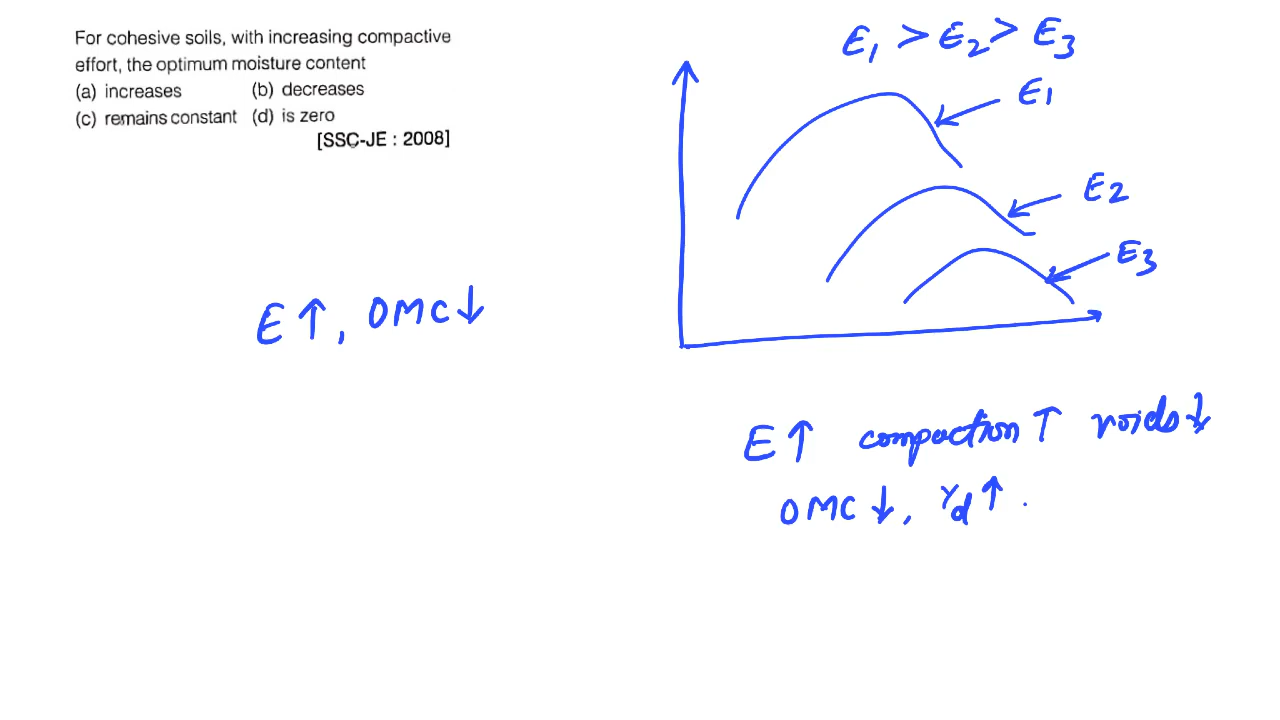 For cohesive soils, with increasing compactive
effort, the optimum moisture content
(a) increases (b) decreases
(c) remains constant (d) is zero
[SSC-JE : 2008]
E₁ > E₂ > E₃
E1
E2
E3
E↑, OMC↓
E↑ compaction↑ voids↓
OMC↓, γd↑.